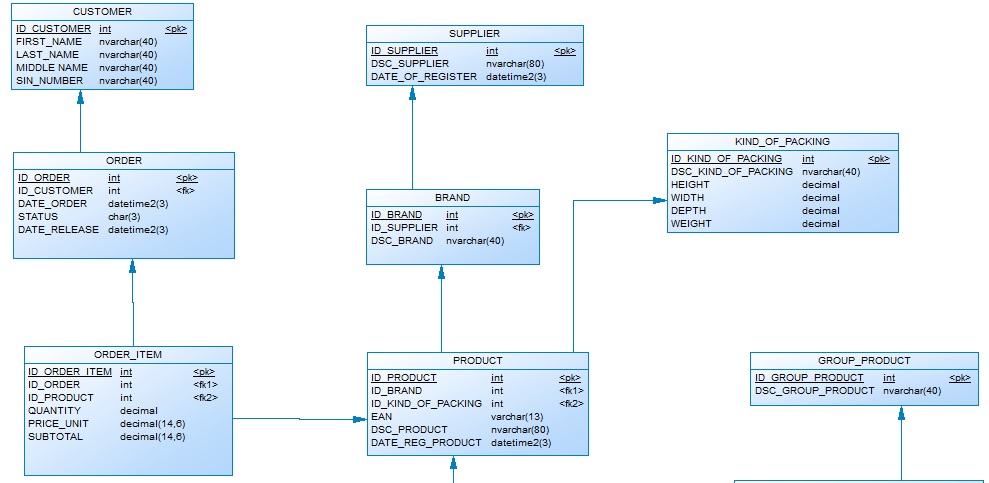 CUSTOMER
ID_CUSTOMER int <pk>
FIRST_NAME nvarchar(40)
LAST_NAME nvarchar(40)
MIDDLE NAME nvarchar(40)
SIN_NUMBER nvarchar(40)
SUPPLIER
ID_SUPPLIER int <pk>
DSC_SUPPLIER nvarchar(80)
DATE_OF_REGISTER datetime2(3)
KIND_OF_PACKING
ID_KIND_OF_PACKING int <pk>
DSC_KIND_OF_PACKING nvarchar(40)
HEIGHT decimal
WIDTH decimal
DEPTH decimal
WEIGHT decimal
ORDER
ID_ORDER int <pk>
ID_CUSTOMER int <fk>
DATE_ORDER datetime2(3)
STATUS char(3)
DATE_RELEASE datetime2(3)
BRAND
ID_BRAND int <pk>
ID_SUPPLIER int <fk>
DSC_BRAND nvarchar(40)
ORDER_ITEM
ID_ORDER_ITEM int <pk>
ID_ORDER int <fk1>
ID_PRODUCT int <fk2>
QUANTITY decimal
PRICE_UNIT decimal(14,6)
SUBTOTAL decimal(14,6)
PRODUCT
ID_PRODUCT int <pk>
ID_BRAND int <fk1>
ID_KIND_OF_PACKING int <fk2>
EAN varchar(13)
DSC_PRODUCT nvarchar(80)
DATE_REG_PRODUCT datetime2(3)
GROUP_PRODUCT
ID_GROUP_PRODUCT int <pk>
DSC_GROUP_PRODUCT nvarchar(40)